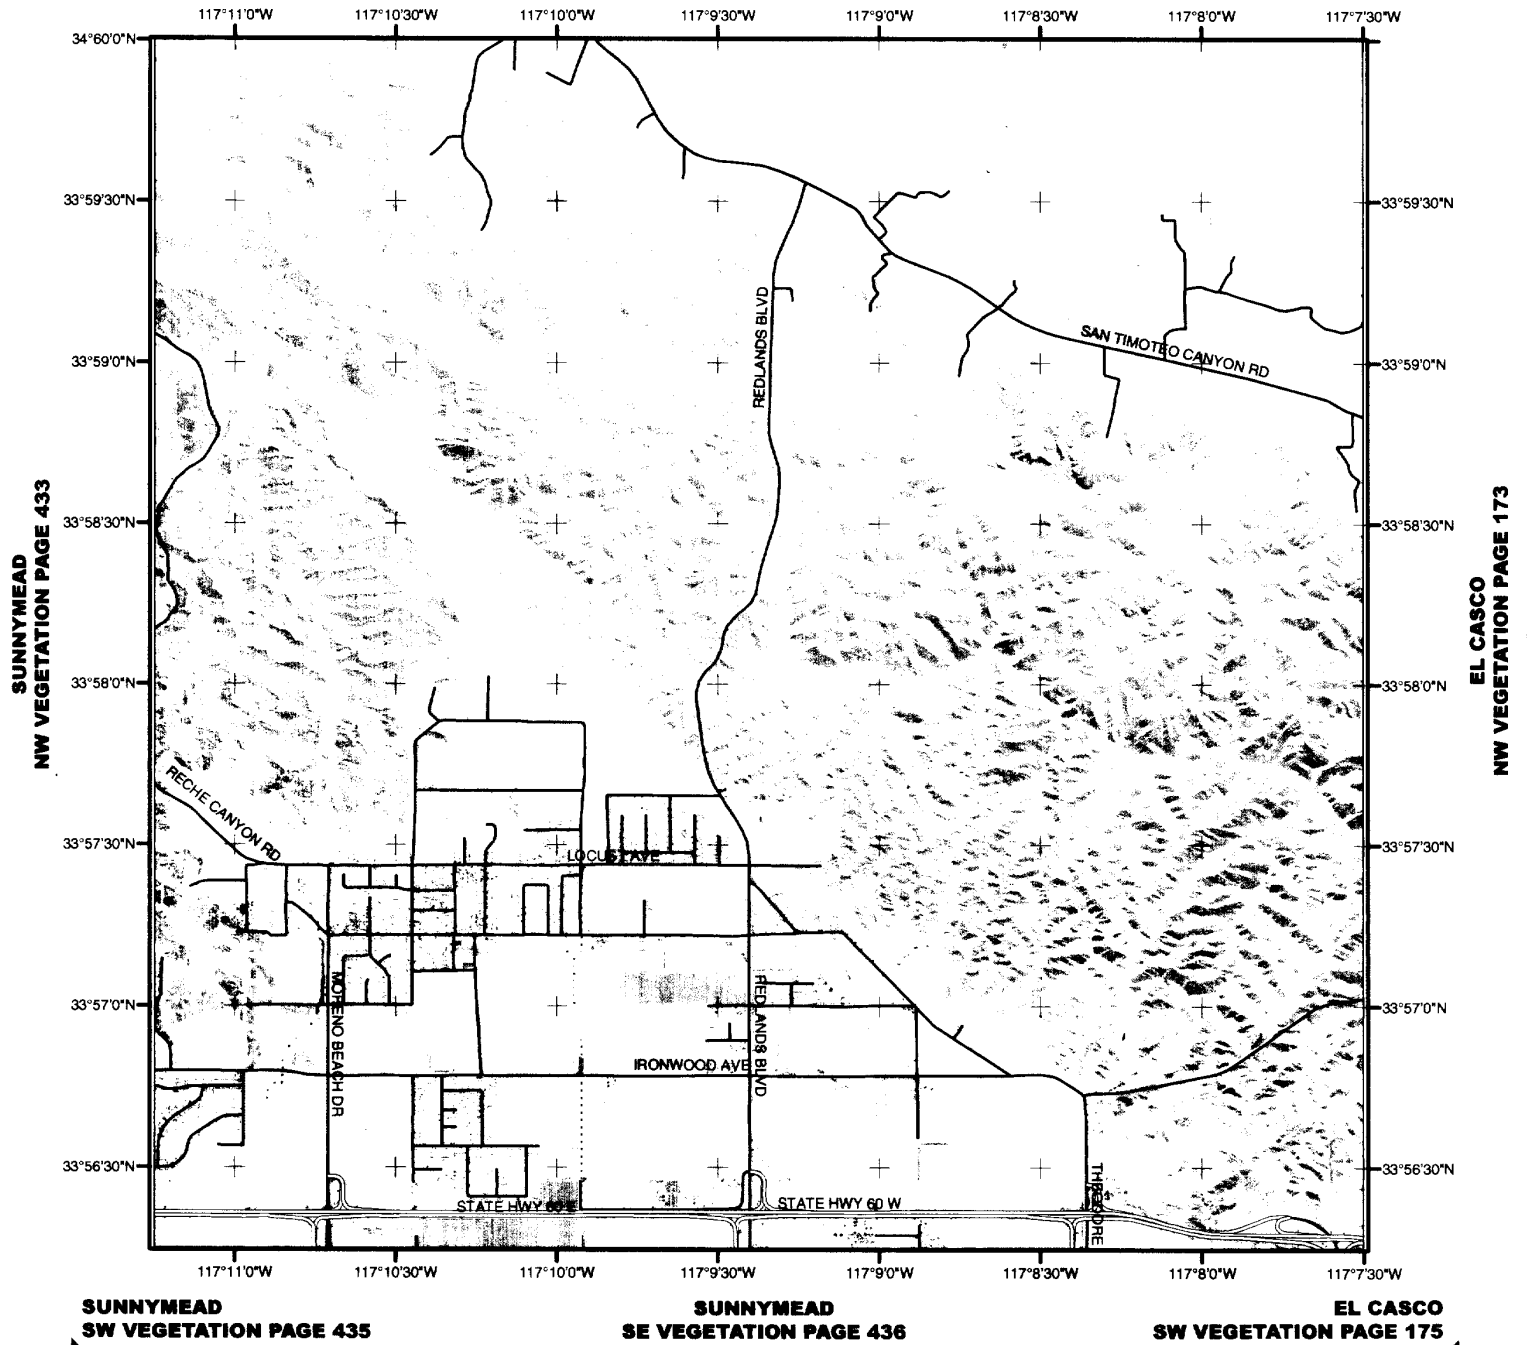 117°11'0"W 117°10'30"W 117°10'0"W 117°9'30"W 117°9'0"W 117°8'30"W 117°8'0"W 117°7'30"W
34°60'0"N
33°59'30"N 33°59'30"N
REDLANDS BLVD
SAN TIMOTEO CANYON RD
33°59'0"N 33°59'0"N
33°58'30"N 33°58'30"N
SUNNYMEAD
NW VEGETATION PAGE 433
EL CASCO
NW VEGETATION PAGE 173
33°58'0"N 33°58'0"N
RECHE CANYON RD
33°57'30"N 33°57'30"N
LOCUST AVE
33°57'0"N 33°57'0"N
MORENO BEACH DR
REDLANDS BLVD
IRONWOOD AVE
33°56'30"N 33°56'30"N
THEODORE
STATE HWY 60 E STATE HWY 60 W
117°11'0"W 117°10'30"W 117°10'0"W 117°9'30"W 117°9'0"W 117°8'30"W 117°8'0"W 117°7'30"W
SUNNYMEAD
SW VEGETATION PAGE 435
SUNNYMEAD
SE VEGETATION PAGE 436
EL CASCO
SW VEGETATION PAGE 175